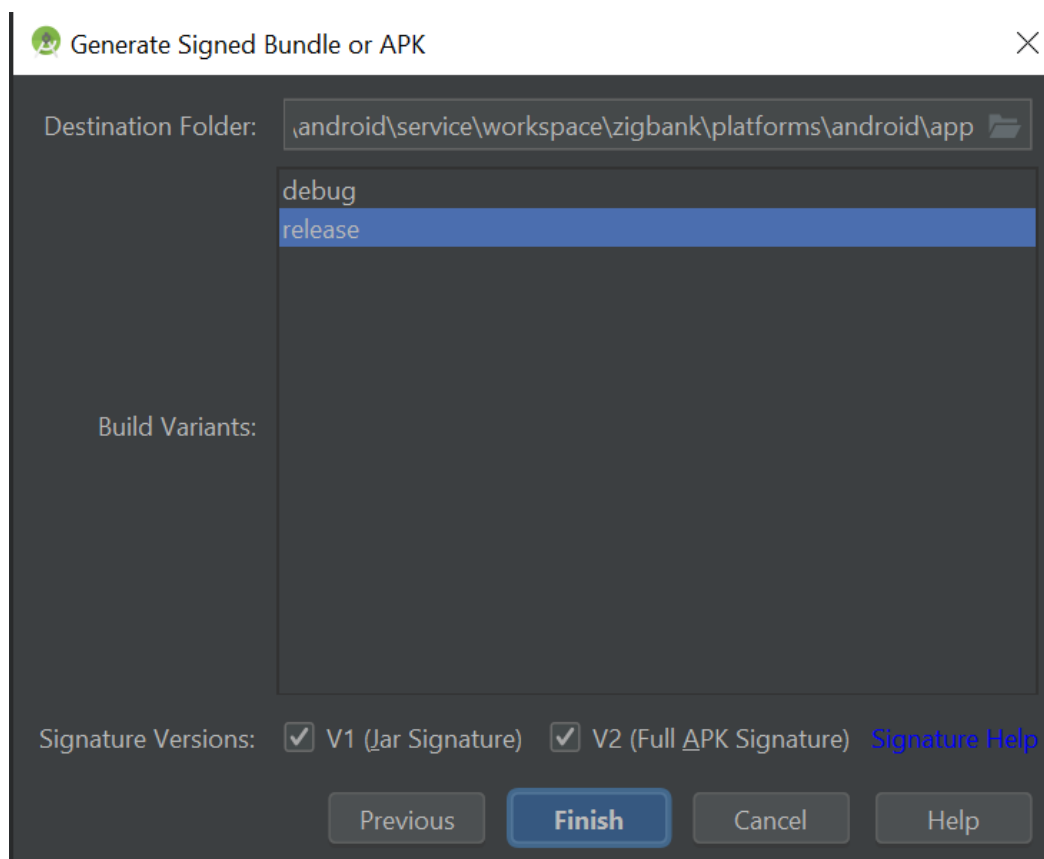 Generate Signed Bundle or APK
Destination Folder: \android\service\workspace\zigbank\platforms\android\app
debug
release
Build Variants:
Signature Versions: V1 (Jar Signature) V2 (Full APK Signature) Signature Help
Previous Finish Cancel Help